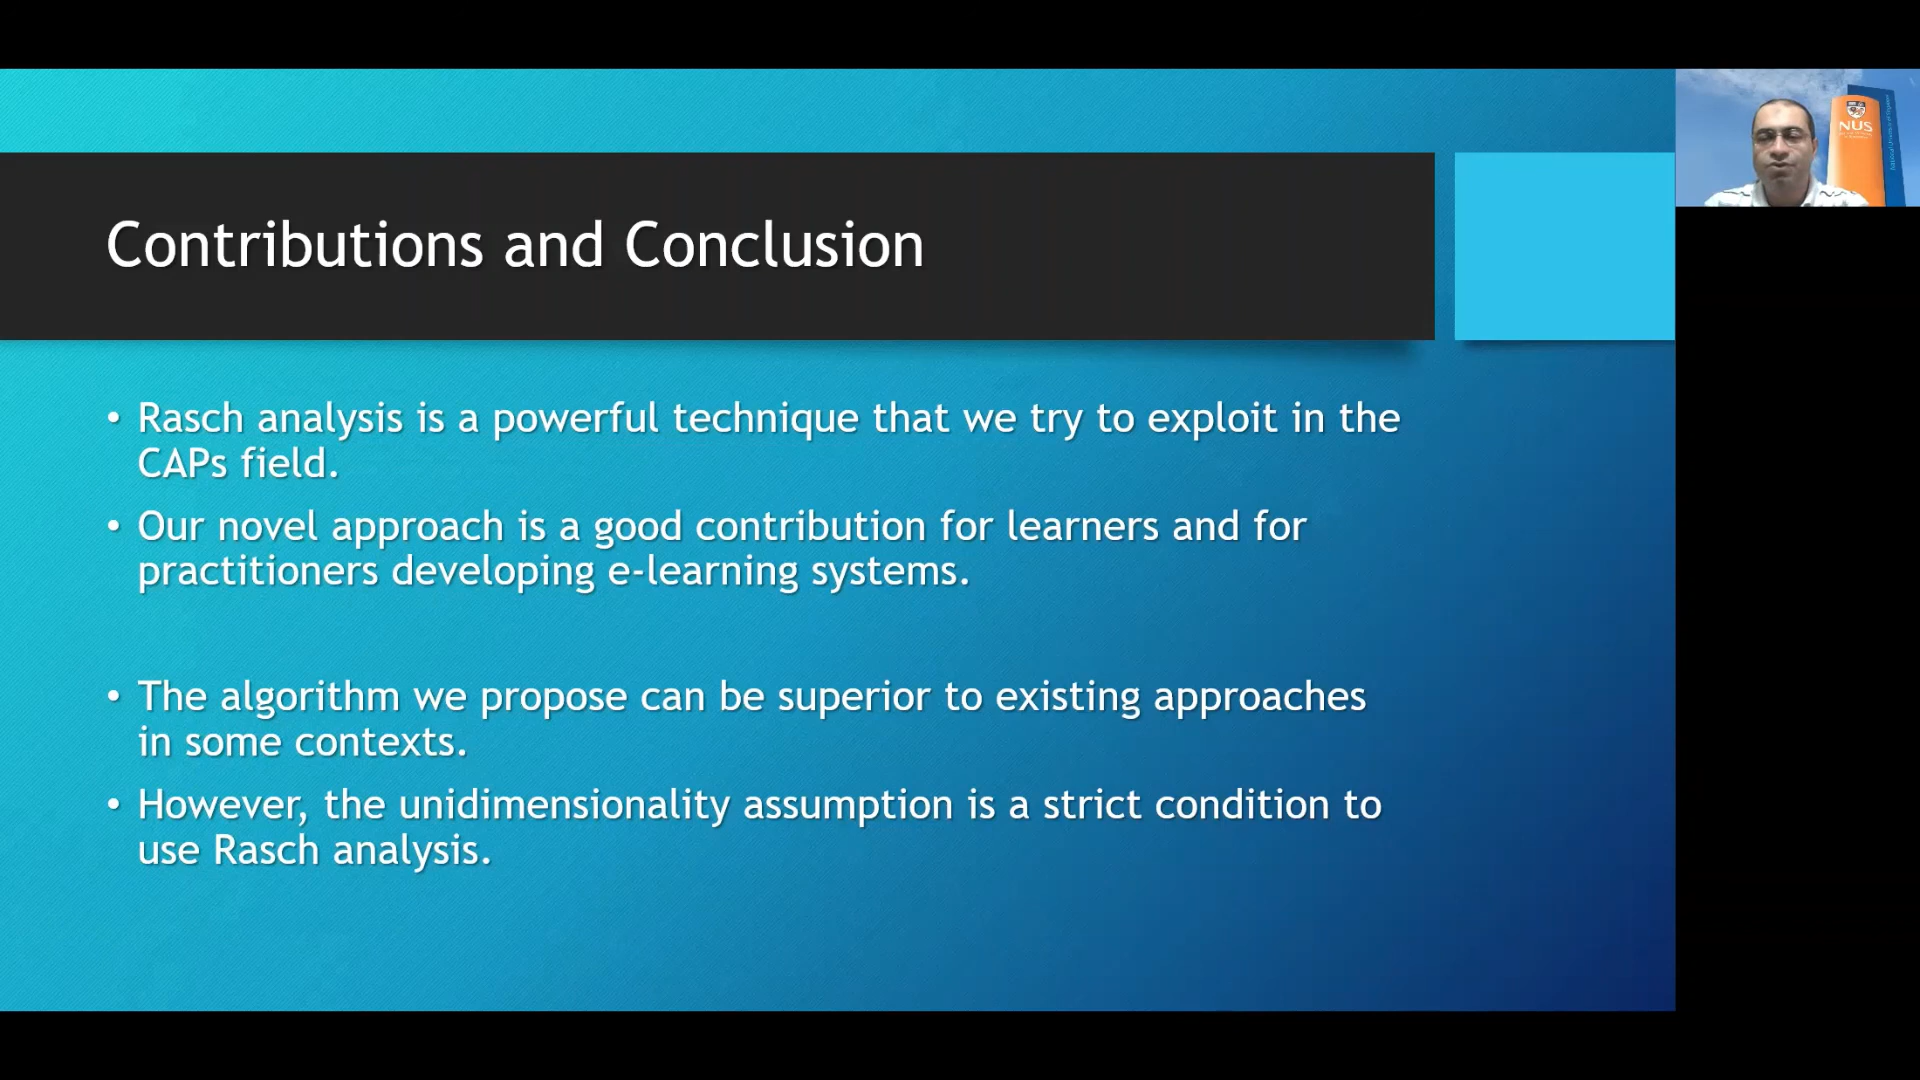 Contributions and Conclusion
• Rasch analysis is a powerful technique that we try to exploit in the
CAPs field.
• Our novel approach is a good contribution for learners and for
practitioners developing e-learning systems.
• The algorithm we propose can be superior to existing approaches
in some contexts.
• However, the unidimensionality assumption is a strict condition to
use Rasch analysis.
NUS